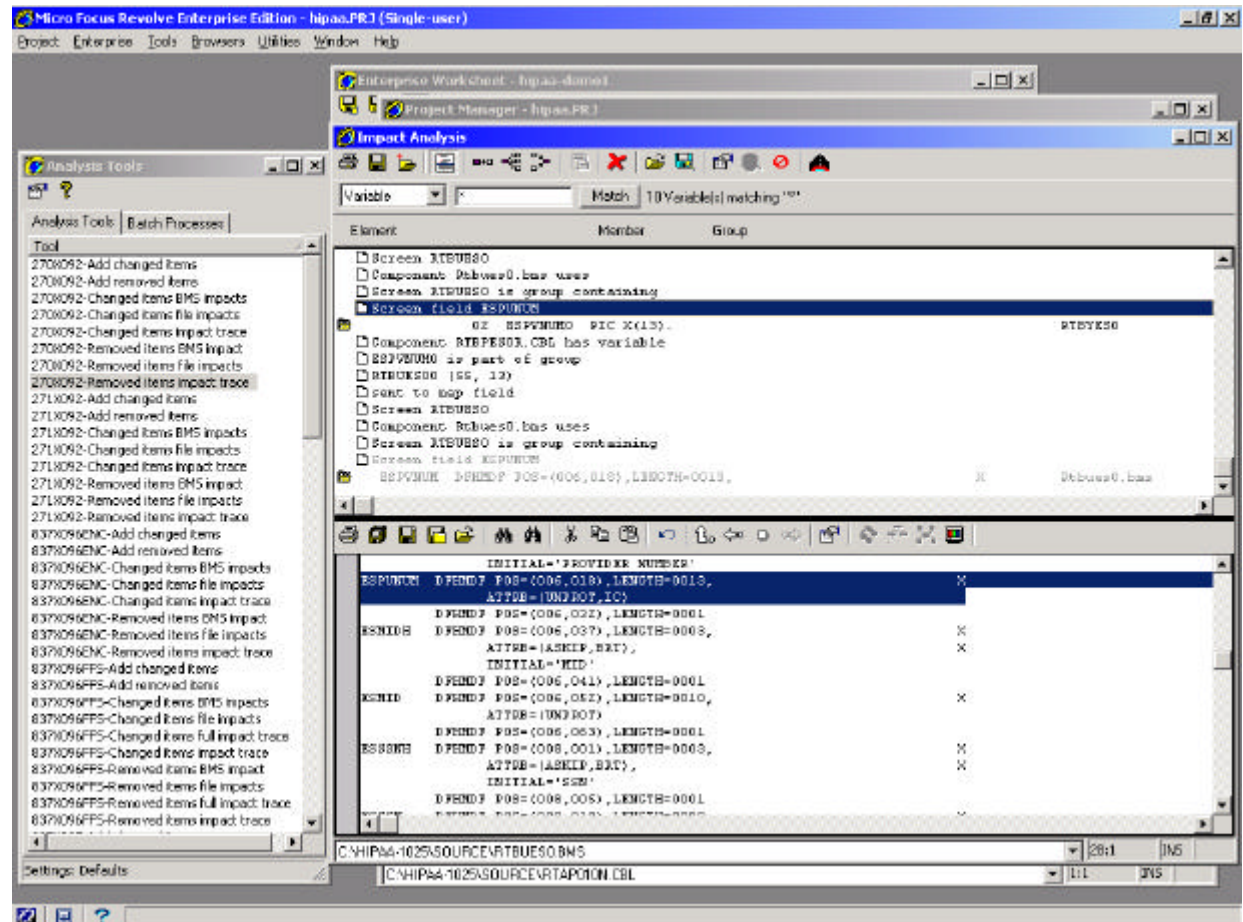 Micro Focus Revolve Enterprise Edition - hipaa.PRJ (Single-user)
Project Enterprise Tools Browsers Utilities Window Help
Enterprise Worksheet - hipaa-demo1
Project Manager - hipaa.PRJ
Impact Analysis
Variable * Match 18 Variable(s) matching "*"
Element Member Group
Screen RTBUESO
Component Rtbues0.bms uses
Screen RTBUESO is group containing
Screen field ESPVNUM
02 ESPVNUMO PIC X(13).
Component RTBPESOR.CBL has variable
ESPVNUMO is part of group
sent to map field
Screen RTBUESO
Component Rtbues0.bms uses
Screen RTBUESO is group containing
Screen field ESPVNUM
ESPVNUM DFHMDF POS=(006,018),LENGTH=0013, X Rtbues0.bms
INITIAL='PROVIDER NUMBER'
ESPVNUM DFHMDF POS=(006,018),LENGTH=0013, X
ATTRB=(UNPROT,IC)
DFHMDF POS=(006,032),LENGTH=0001
ESMIDH DFHMDF POS=(006,037),LENGTH=0003, X
ATTRB=(ASKIP,BRT), X
INITIAL='MID'
DFHMDF POS=(006,041),LENGTH=0001
ESMID DFHMDF POS=(006,052),LENGTH=0010, X
ATTRB=(UNPROT)
DFHMDF POS=(006,063),LENGTH=0001
ESSSNH DFHMDF POS=(008,001),LENGTH=0003, X
ATTRB=(ASKIP,BRT), X
INITIAL='SSN'
DFHMDF POS=(008,005),LENGTH=0001
C:\HIPAA-1025\SOURCE\RTBUESO.BMS 28:1 INS
C:\HIPAA-1025\SOURCE\RTAPO1ON.CBL 1:1 INS
Analysis Tools
Analysis Tools Batch Processes
Tool
270X092-Add changed items
270X092-Add removed items
270X092-Changed items BMS impacts
270X092-Changed items file impacts
270X092-Changed items impact trace
270X092-Removed items BMS impact
270X092-Removed items file impacts
270X092-Removed items impact trace
271X092-Add changed items
271X092-Add removed items
271X092-Changed items BMS impacts
271X092-Changed items file impacts
271X092-Changed items impact trace
271X092-Removed items BMS impact
271X092-Removed items file impacts
271X092-Removed items impact trace
837X096ENC-Add changed items
837X096ENC-Add removed items
837X096ENC-Changed items BMS impacts
837X096ENC-Changed items file impacts
837X096ENC-Changed items impact trace
837X096ENC-Removed items BMS impact
837X096ENC-Removed items file impacts
837X096ENC-Removed items impact trace
837X096FFS-Add changed items
837X096FFS-Add removed items
837X096FFS-Changed items BMS impacts
837X096FFS-Changed items file impacts
837X096FFS-Changed items full impact trace
837X096FFS-Changed items impact trace
837X096FFS-Removed items BMS impact
837X096FFS-Removed items file impacts
837X096FFS-Removed items full impact trace
837X096FFS-Removed items impact trace
Settings: Defaults